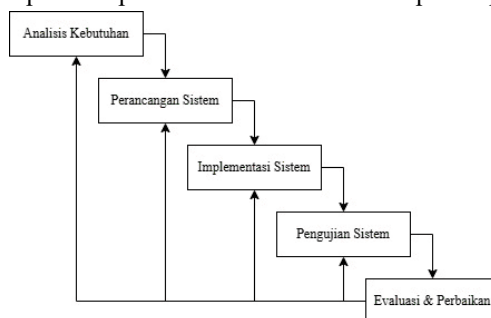 Analisis Kebutuhan
Perancangan Sistem
Implementasi Sistem
Pengujian Sistem
Evaluasi & Perbaikan